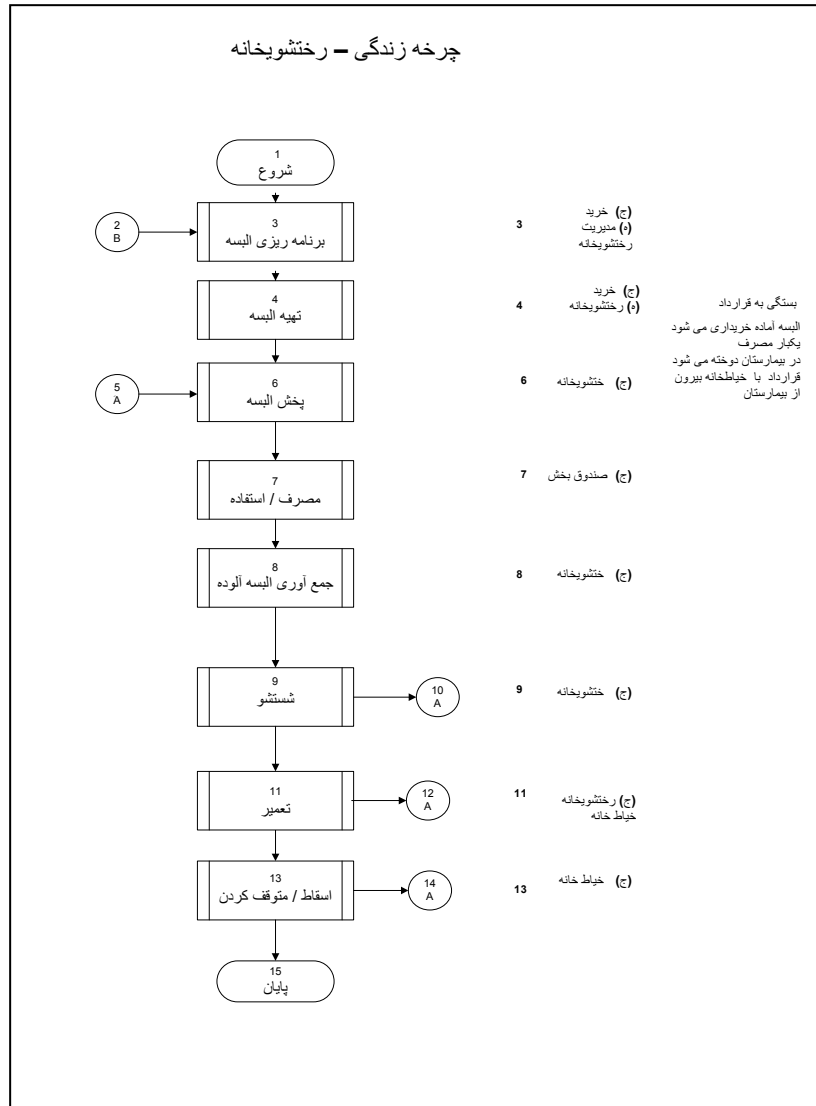 چرخه زندگی – رختشویخانه
1
شروع
2
B
3
برنامه ریزی البسه
3
(ج) خرید
(ه) مدیریت
رختشویخانه
4
تهیه البسه
4
(ج) خرید
(ه) رختشویخانه
بستگی به قرارداد
البسه آماده خریداری می شود
یکبار مصرف
در بیمارستان دوخته می شود
قرارداد با خیاطخانه بیرون
از بیمارستان
5
A
6
پخش البسه
6
(ج) ختشویخانه
7
مصرف / استفاده
7
(ج) صندوق بخش
8
جمع آوری البسه آلوده
8
(ج) ختشویخانه
9
شستشو
10
A
9
(ج) ختشویخانه
11
تعمیر
12
A
11
(ج) رختشویخانه
خیاط خانه
13
اسقاط / متوقف کردن
14
A
13
(ج) خیاط خانه
15
پایان